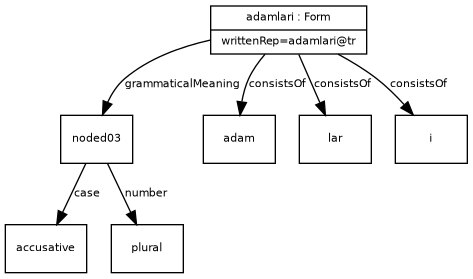 adamlari : Form
writtenRep=adamlari@tr
grammaticalMeaning
consistsOf
consistsOf
consistsOf
noded03
adam
lar
i
case
number
accusative
plural